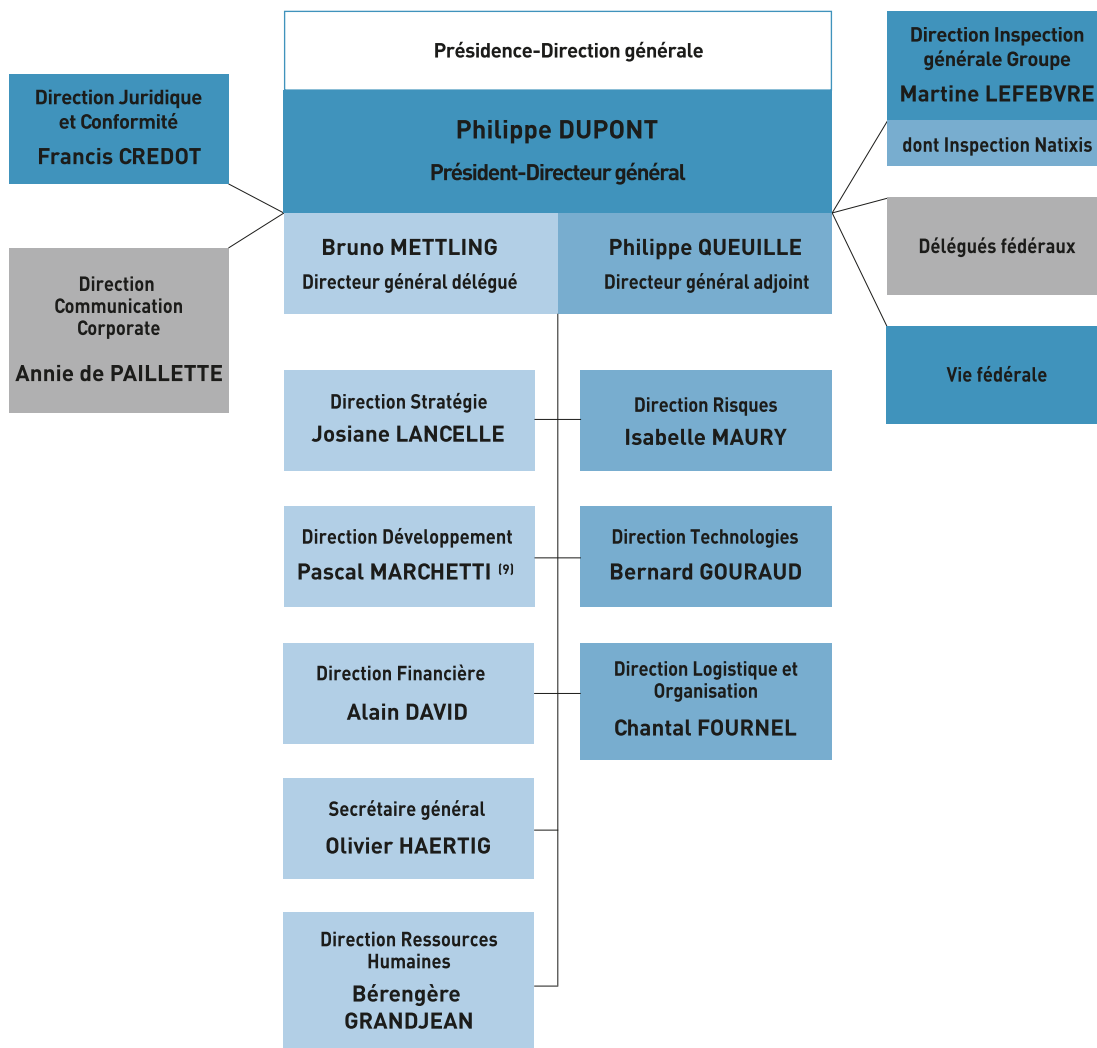 Présidence-Direction générale
Philippe DUPONT
Président-Directeur général
Bruno METTLING
Directeur général délégué
Philippe QUEUILLE
Directeur général adjoint
Direction Juridique
et Conformité
Francis CREDOT
Direction
Communication
Corporate
Annie de PAILLETTE
Direction Inspection
générale Groupe
Martine LEFEBVRE
dont Inspection Natixis
Délégués fédéraux
Vie fédérale
Direction Stratégie
Josiane LANCELLE
Direction Risques
Isabelle MAURY
Direction Développement
Pascal MARCHETTI (9)
Direction Technologies
Bernard GOURAUD
Direction Financière
Alain DAVID
Direction Logistique et
Organisation
Chantal FOURNEL
Secrétaire général
Olivier HAERTIG
Direction Ressources
Humaines
Bérengère
GRANDJEAN